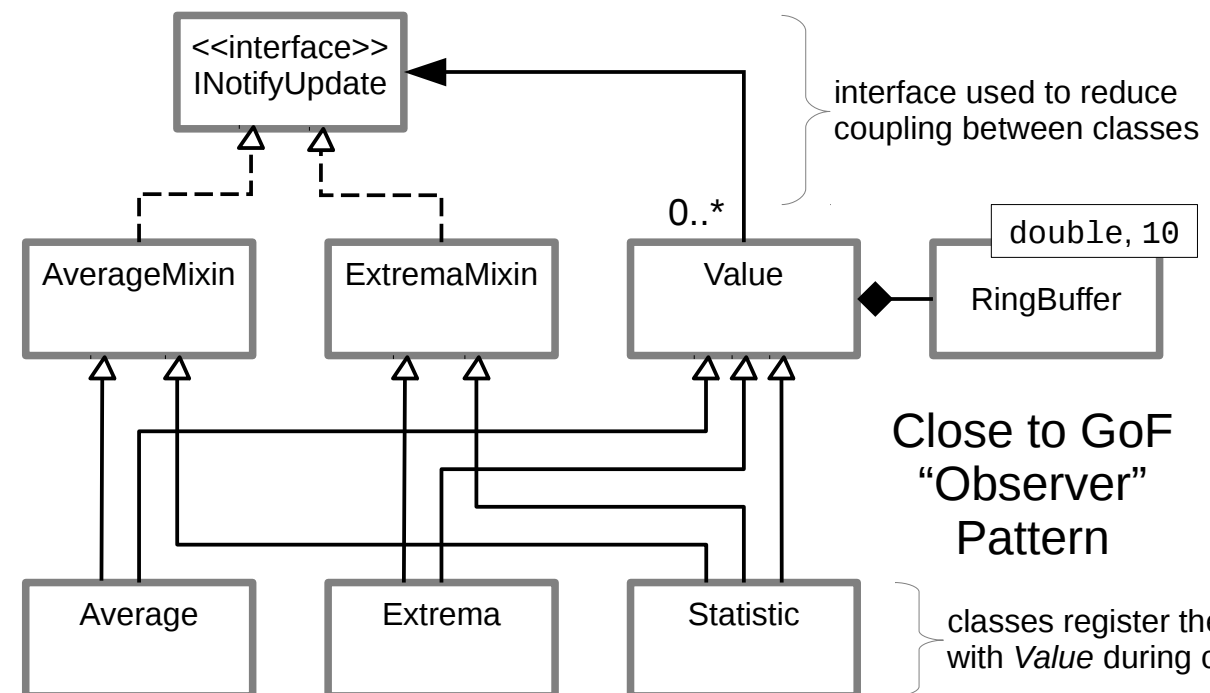 <<interface>>
INotifyUpdate
interface used to reduce
coupling between classes
0..*
double, 10
AverageMixin
ExtremaMixin
Value
RingBuffer
Close to GoF
“Observer”
Pattern
Average
Extrema
Statistic
classes register
with Value during